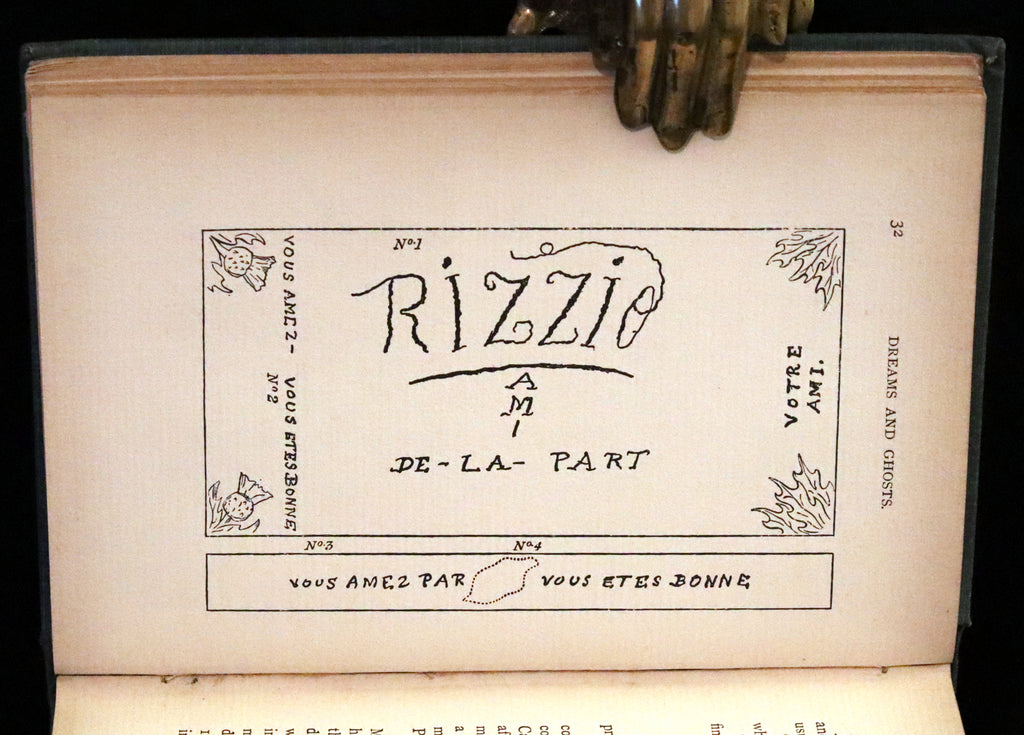 32
DREAMS AND GHOSTS.
No.1
RIZZIO
AMI
DE-LA-PART
VOUS AMEZ- VOUS ETES BONNE
No 2
VOTRE
AMI.
No.3
No.4
VOUS AMEZ PAR
VOUS ETES BONNE